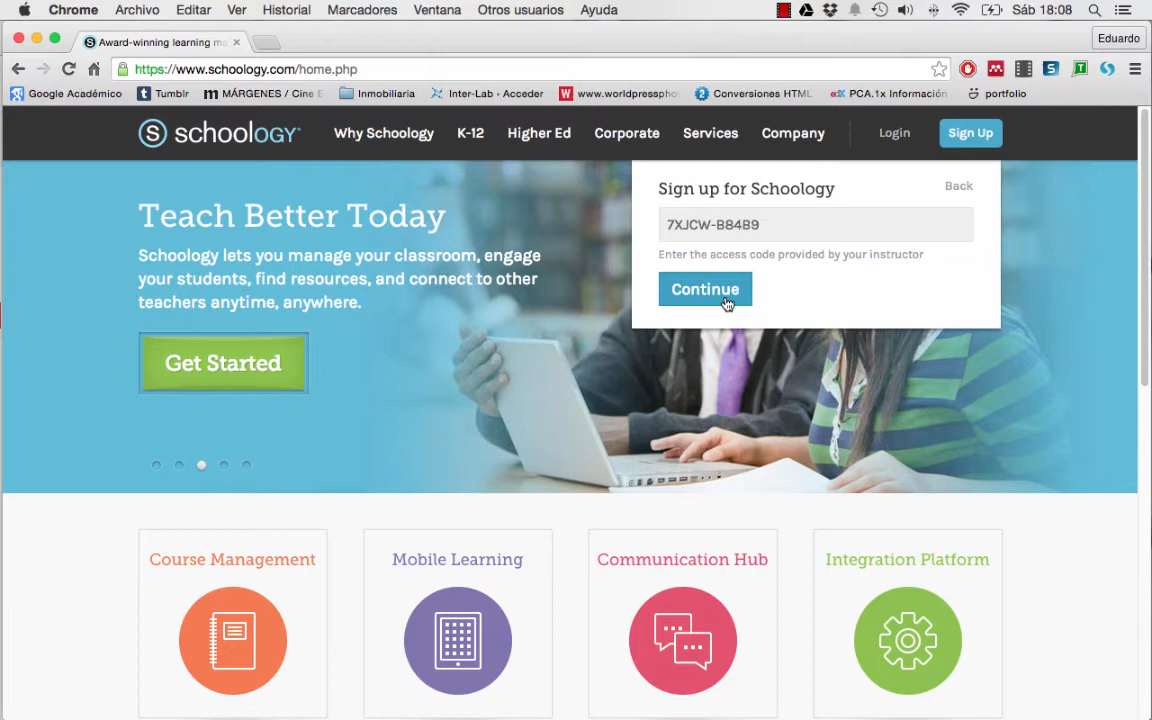 Chrome Archivo Editar Ver Historial Marcadores Ventana Otros usuarios Ayuda Sáb 18:08
Award-winning learning ma Eduardo
https://www.schoology.com/home.php
Google Académico Tumblr MÁRGENES / Cine E Inmobiliaria Inter-Lab › Acceder www.worldpressph Conversiones HTML PCA.1x Información portfolio
schoology Why Schoology K-12 Higher Ed Corporate Services Company Login Sign Up
Sign up for Schoology Back
7XJCW-B84B9
Enter the access code provided by your instructor
Continue
Teach Better Today
Schoology lets you manage your classroom, engage
your students, find resources, and connect to other
teachers anytime, anywhere.
Get Started
Course Management Mobile Learning Communication Hub Integration Platform